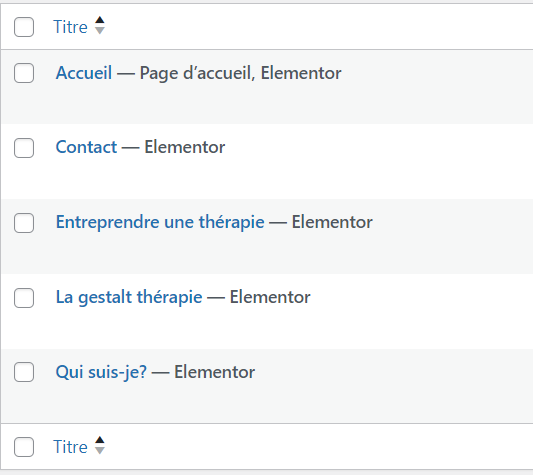 Titre
Accueil — Page d’accueil, Elementor
Contact — Elementor
Entreprendre une thérapie — Elementor
La gestalt thérapie — Elementor
Qui suis-je? — Elementor
Titre